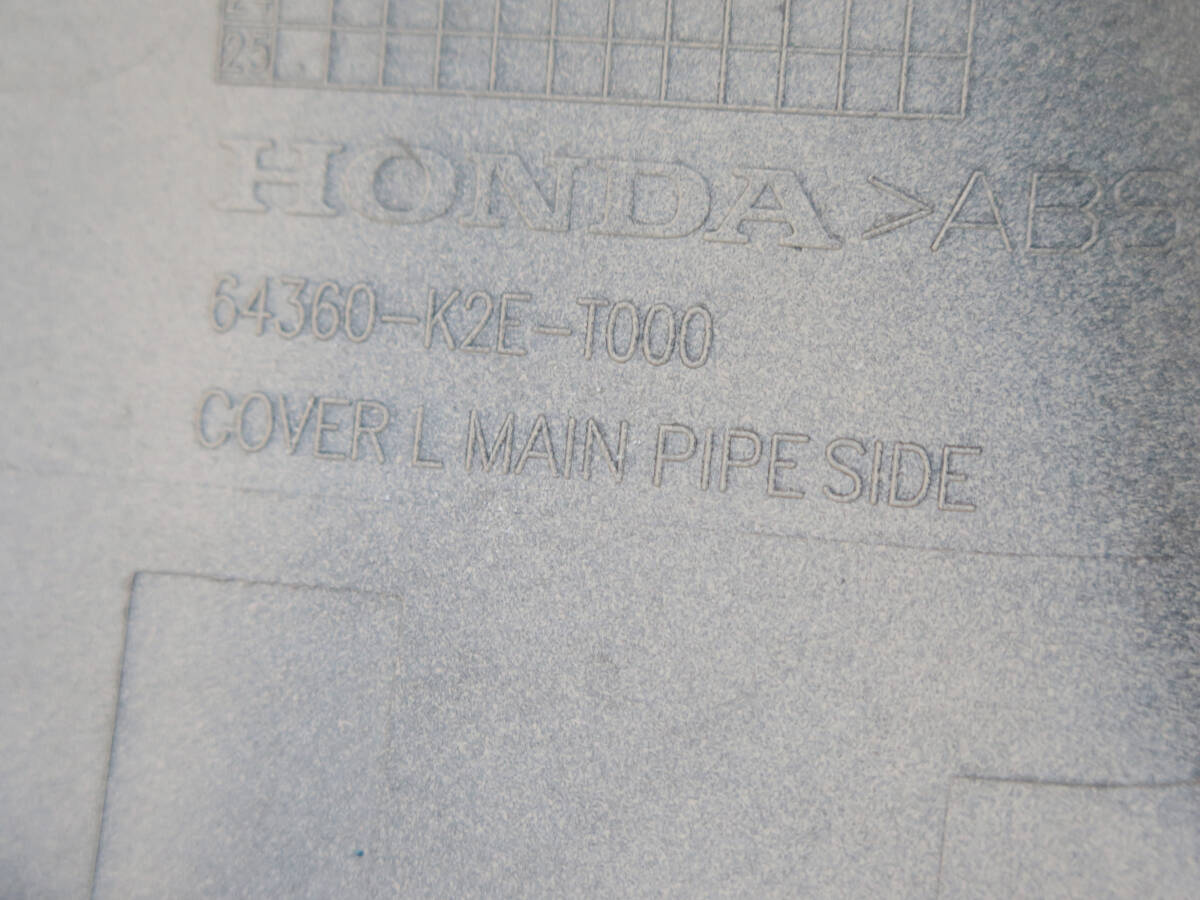 25
HONDA >ABS
64360-K2E-T000
COVER L MAIN PIPE SIDE